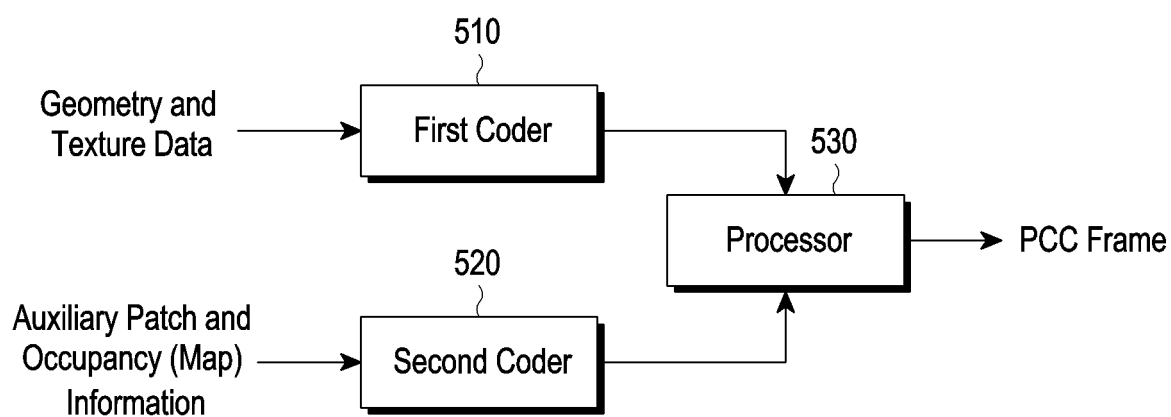 510
Geometry and
Texture Data
First Coder
530
Processor
PCC Frame
520
Auxiliary Patch and
Occupancy (Map)
Information
Second Coder